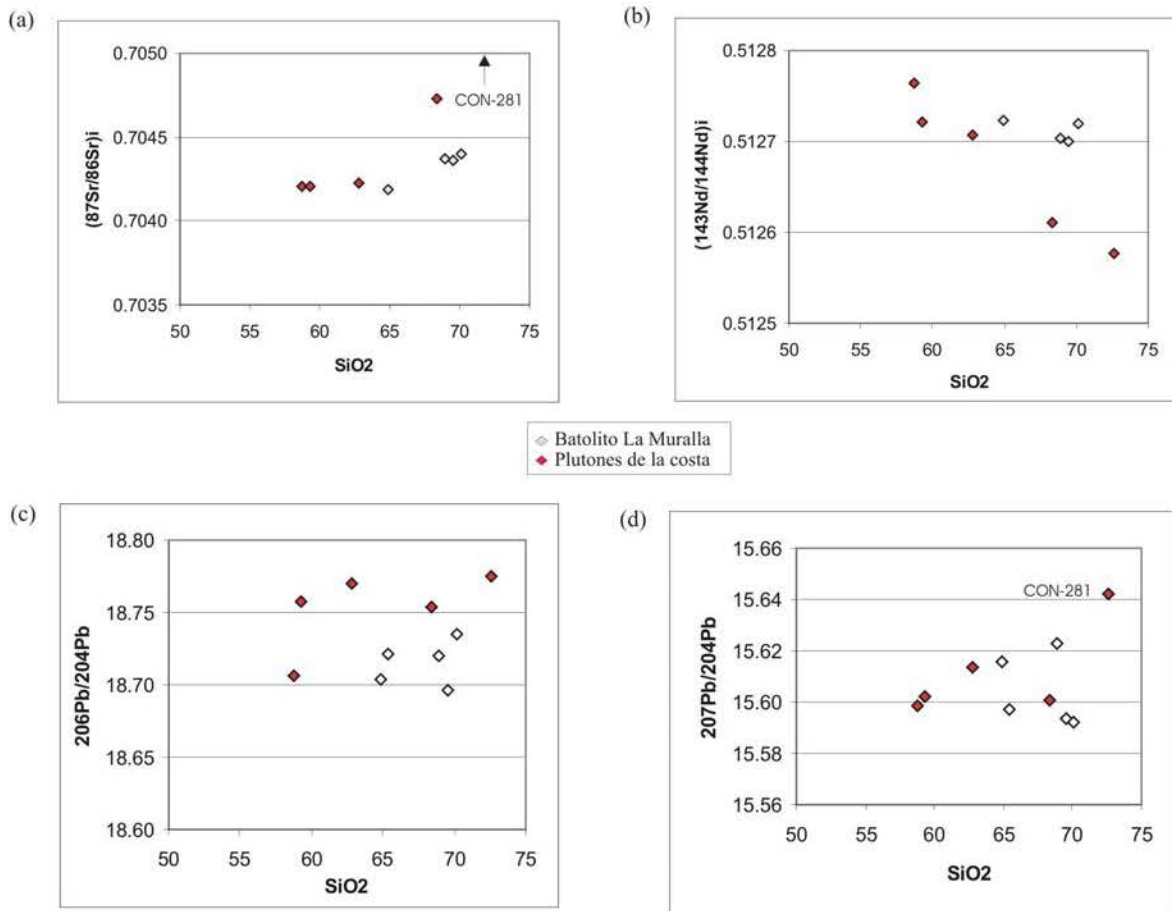 (a)
0.7050
0.7045
0.7040
0.7035
(87Sr/86Sr)i
CON-281
50 55 60 65 70 75
SiO2
(b)
0.5128
0.5127
0.5126
0.5125
(143Nd/144Nd)i
50 55 60 65 70 75
SiO2
Batolito La Muralla
Plutones de la costa
(c)
18.80
18.75
18.70
18.65
18.60
206Pb/204Pb
50 55 60 65 70 75
SiO2
(d)
15.66
15.64
15.62
15.60
15.58
15.56
207Pb/204Pb
CON-281
50 55 60 65 70 75
SiO2